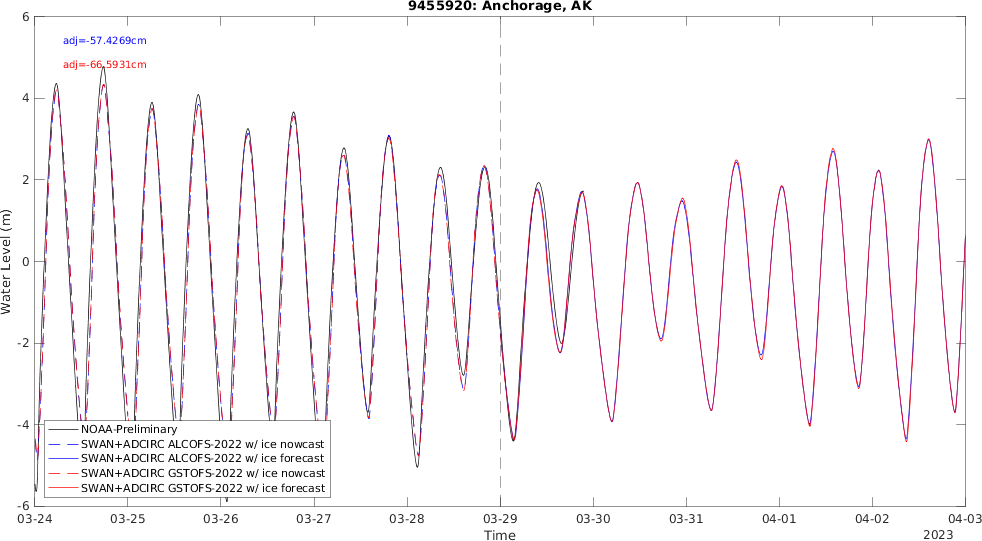 9455920: Anchorage, AK
adj=-57.4269cm
adj=-66.5931cm
6
4
2
0
-2
-4
-6
Water Level (m)
NOAA-Preliminary
SWAN+ADCIRC ALCOFS-2022 w/ ice nowcast
SWAN+ADCIRC ALCOFS-2022 w/ ice forecast
SWAN+ADCIRC GSTOFS-2022 w/ ice nowcast
SWAN+ADCIRC GSTOFS-2022 w/ ice forecast
03-24 03-25 03-26 03-27 03-28 03-29 03-30 03-31 04-01 04-02 04-03
Time
2023